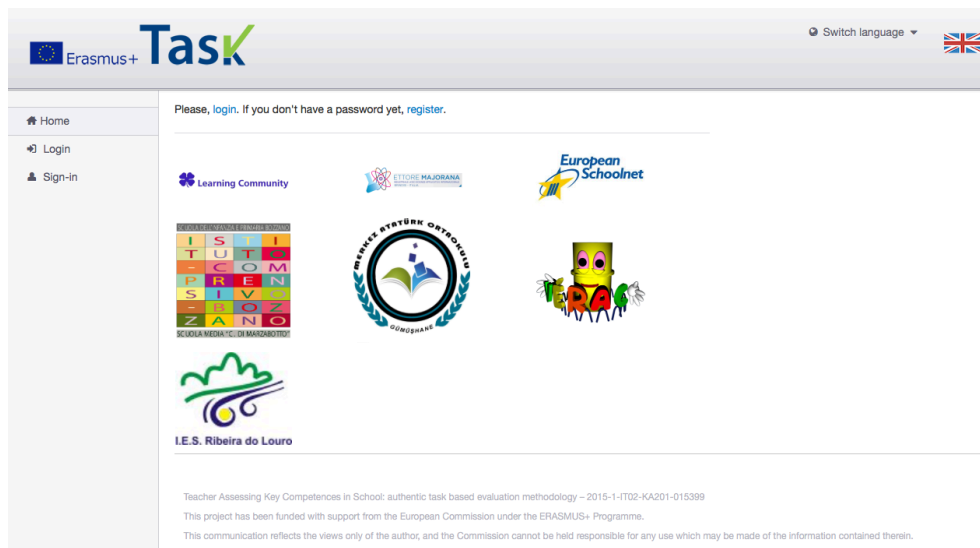 Erasmus+ Task
Switch language
Home
Login
Sign-in
Please, login. If you don't have a password yet, register.
Learning Community
ETTORE MAJORANA
European
Schoolnet
SCUOLA DELL'INFANZIA E PRIMARIA BOLZANO
I S T I
T U T O
- C O M
P R E N
S I V O
- B O Z
Z A N O
SCUOLA MEDIA "C.. DI MARZABOTTO"
MERKEZ ATATÜRK ORTAOKULU
GÜMÜŞHANE
I.E.S. Ribeira do Louro
Teacher Assessing Key Competences in School: authentic task based evaluation methodology – 2015-1-IT02-KA201-015399
This project has been funded with support from the European Commission under the ERASMUS+ Programme.
This communication reflects the views only of the author, and the Commission cannot be held responsible for any use which may be made of the information contained therein.